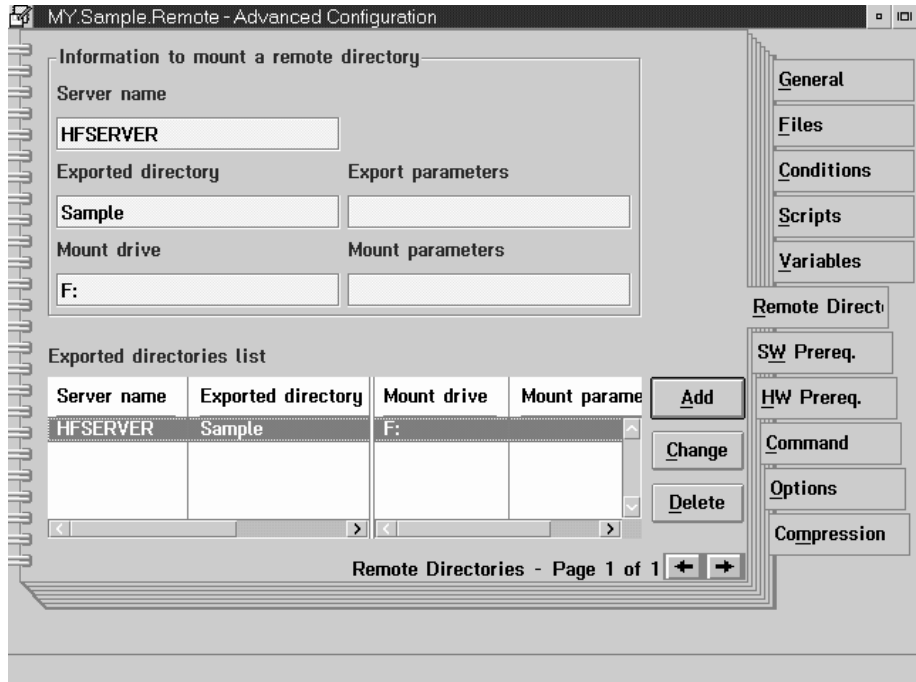 MY.Sample.Remote - Advanced Configuration
Information to mount a remote directory
Server name
HFSERVER
Exported directory Export parameters
Sample
Mount drive Mount parameters
F:
Exported directories list
Server name Exported directory Mount drive Mount parame
HFSERVER Sample F:
Add
Change
Delete
Remote Directories - Page 1 of 1
General
Files
Conditions
Scripts
Variables
Remote Direct
SW Prereq.
HW Prereq.
Command
Options
Compression